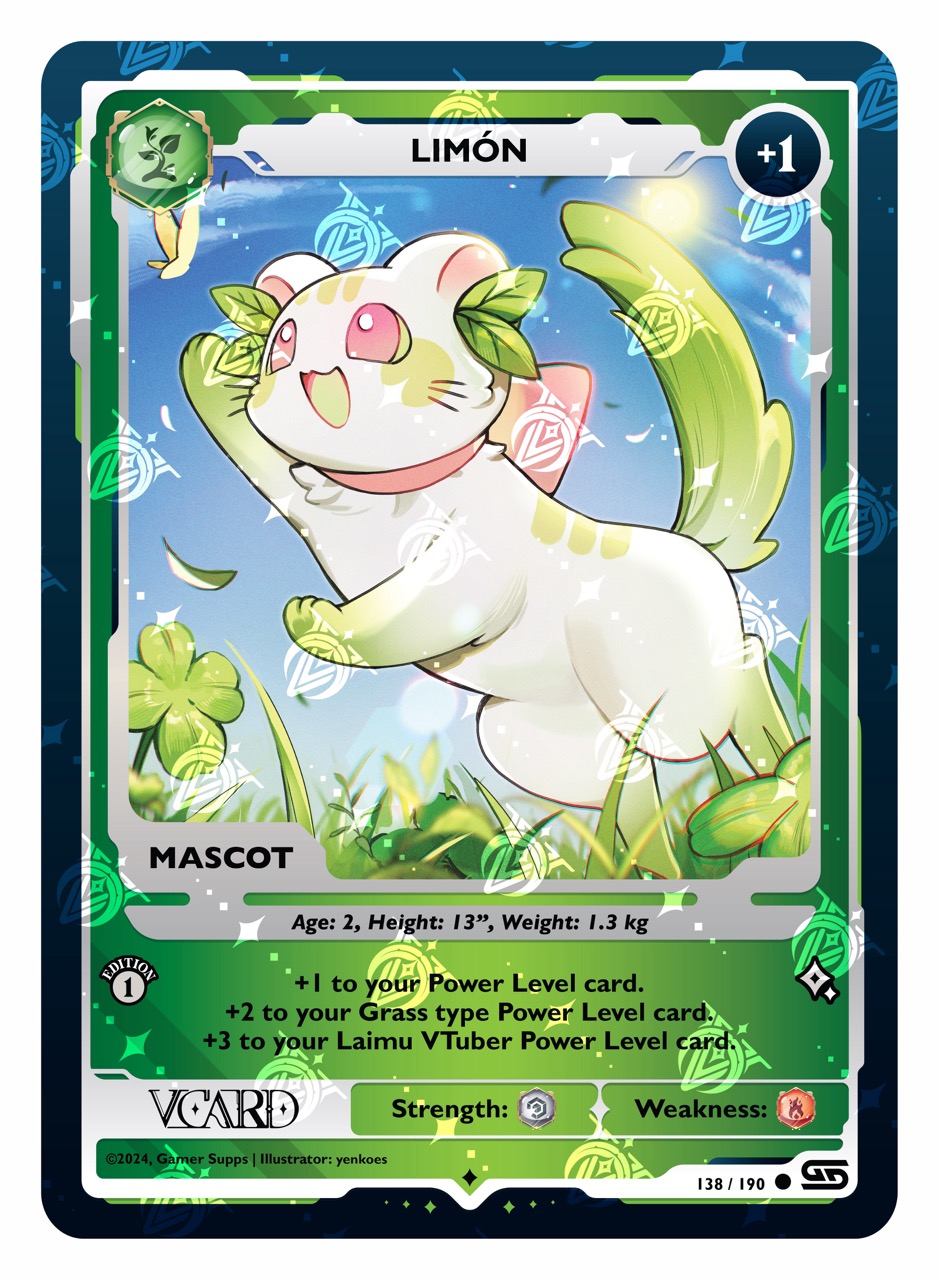 LIMÓN
+1
MASCOT
Age: 2, Height: 13”, Weight: 1.3 kg
EDITION
1
+1 to your Power Level card.
+2 to your Grass type Power Level card.
+3 to your Laimu VTuber Power Level card.
VCARD
Strength:
Weakness:
©2024, Gamer Supps | Illustrator: yenkoes
138 / 190
GS